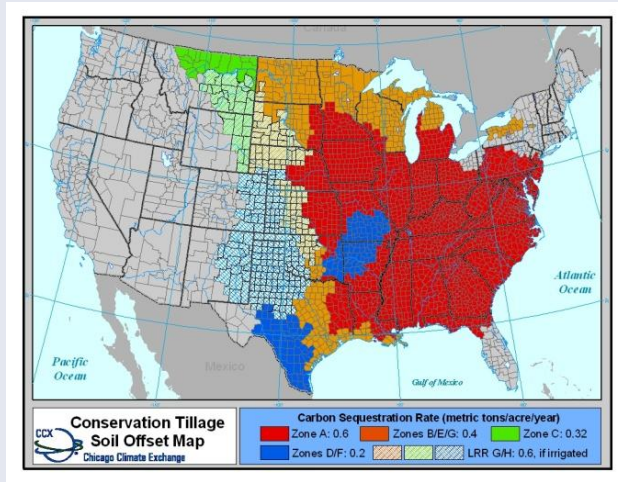 Canada
Atlantic
Ocean
Pacific
Ocean
Mexico
Gulf of Mexico
CCX
Conservation Tillage
Soil Offset Map
Chicago Climate Exchange
Carbon Sequestration Rate (metric tons/acre/year)
Zone A: 0.6 Zones B/E/G: 0.4 Zone C: 0.32
Zones D/F: 0.2 LRR G/H: 0.6, if irrigated